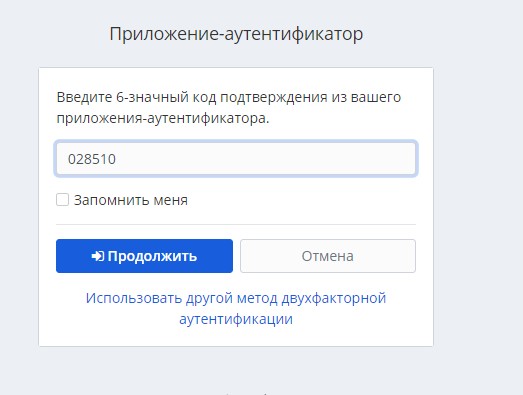 Приложение-аутентификатор
Введите 6-значный код подтверждения из вашего
приложения-аутентификатора.
028510
Запомнить меня
Продолжить
Отмена
Использовать другой метод двухфакторной
аутентификации